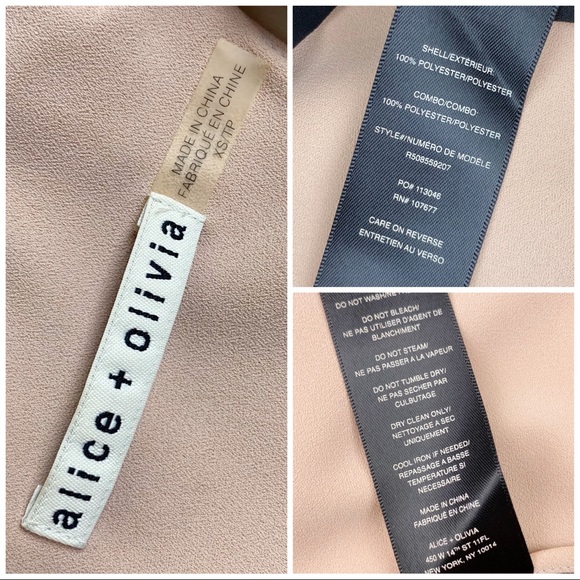 MADE IN CHINA
FABRIQUÉ EN CHINE
XS/TP
alice + olivia
SHELL/EXTÉRIEUR
100% POLYESTER/POLYESTER
COMBO/COMBO
100% POLYESTER/POLYESTER
STYLE#/NUMÉRO DE MODÈLE
R508559207
PO# 113046
RN# 107677
CARE ON REVERSE
ENTRETIEN AU VERSO
DO NOT WASH/NE
DO NOT BLEACH/
NE PAS UTILISER D'AGENT DE
BLANCHIMENT
DO NOT STEAM/
NE PAS PASSER A LA VAPEUR
DO NOT TUMBLE DRY/
NE PAS SECHER PAR
CULBUTAGE
DRY CLEAN ONLY/
NETTOYAGE A SEC
UNIQUEMENT
COOL IRON IF NEEDED/
REPASSAGE A BASSE
TEMPERATURE SI
NECESSAIRE
MADE IN CHINA
FABRIQUÉ EN CHINE
ALICE + OLIVIA
450 W 14TH ST 11FL
NEW YORK, NY 10014